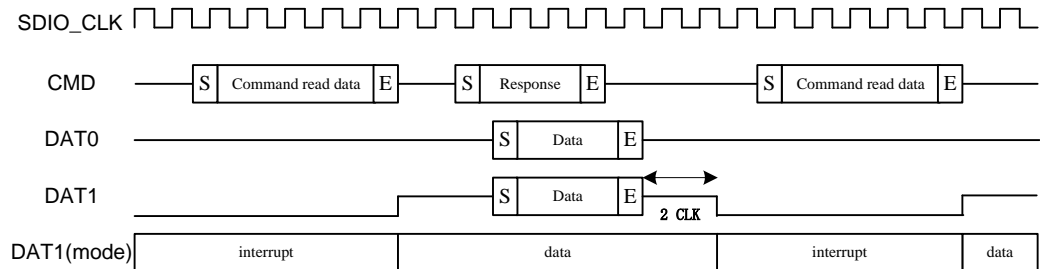 SDIO_CLK
CMD S Command read data E S Response E S Command read data E
DAT0 S Data E
DAT1 S Data E 2 CLK
DAT1(mode) interrupt data interrupt data